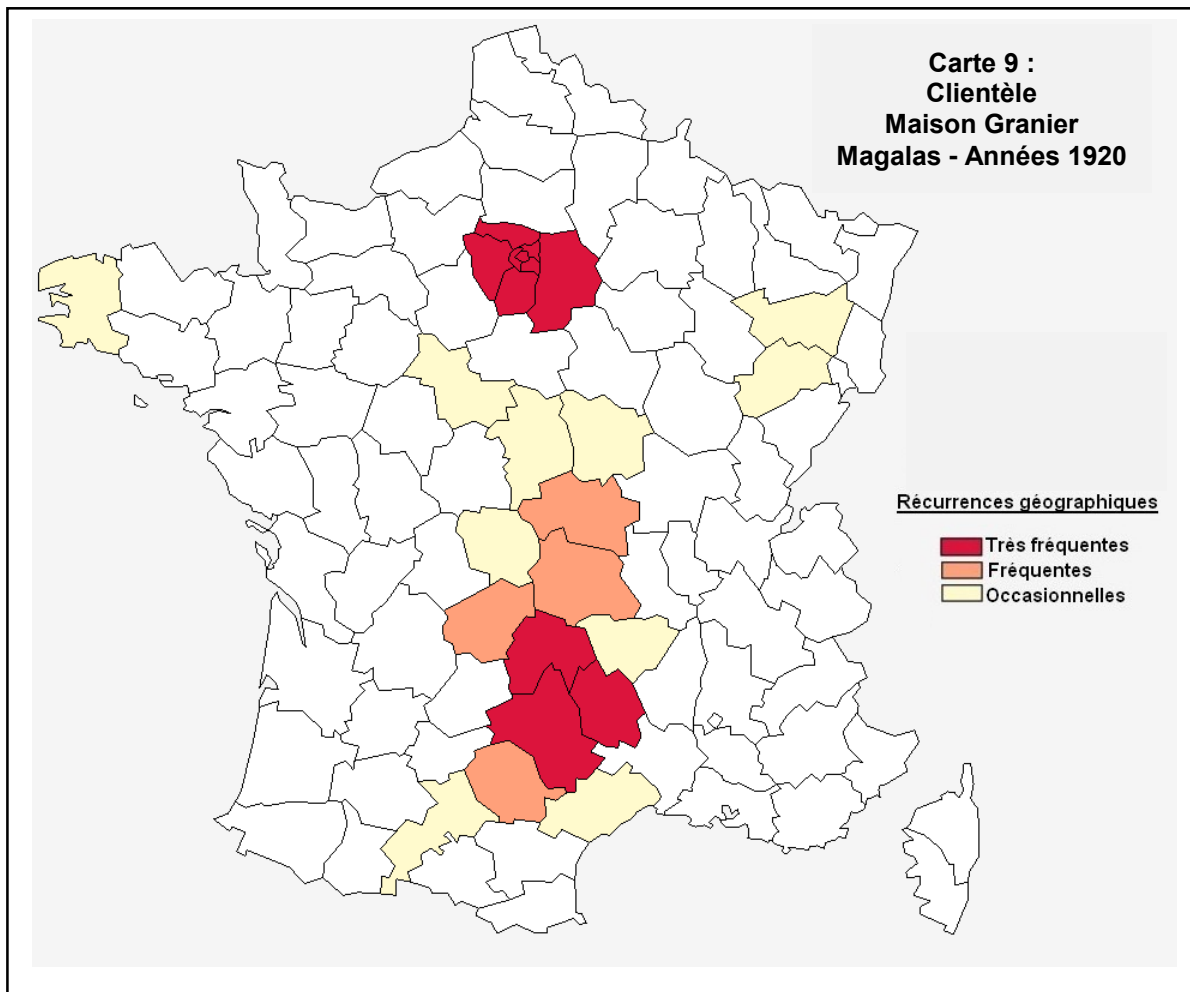 Carte 9 :
Clientèle
Maison Granier
Magalas - Années 1920
Récurrences géographiques
Très fréquentes
Fréquentes
Occasionnelles